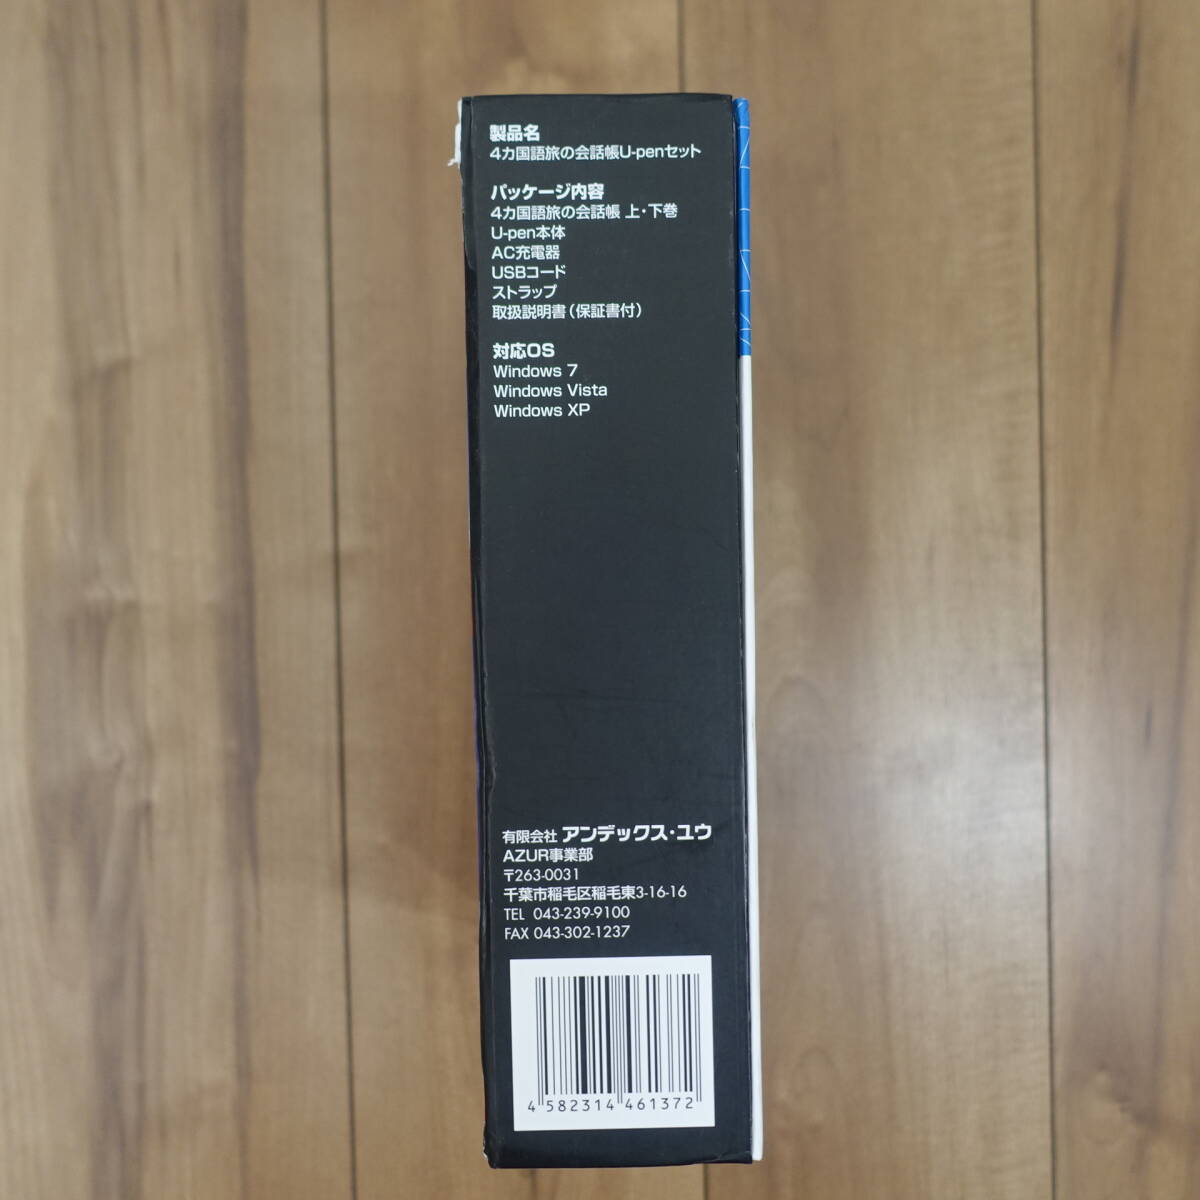 製品名
4カ国語旅の会話帳U-penセット
パッケージ内容
4カ国語旅の会話帳 上・下巻
U-pen本体
AC充電器
USBコード
ストラップ
取扱説明書（保証書付）
対応OS
Windows 7
Windows Vista
Windows XP
有限会社 アンデックス・ユウ
AZUR事業部
〒263-0031
千葉市稲毛区稲毛東3-16-16
TEL 043-239-9100
FAX 043-302-1237
4 582314 461372